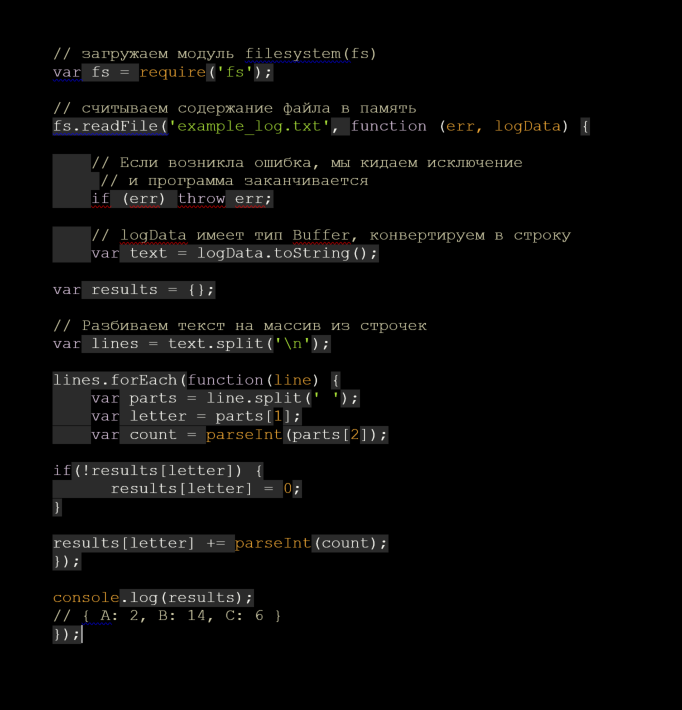 // загружаем модуль filesystem(fs)
var fs = require('fs');
// считываем содержание файла в память
fs.readFile('example_log.txt', function (err, logData) {
// Если возникла ошибка, мы кидаем исключение
// и программа заканчивается
if (err) throw err;
// logData имеет тип Buffer, конвертируем в строку
var text = logData.toString();
var results = {};
// Разбиваем текст на массив из строчек
var lines = text.split('\n');
lines.forEach(function(line) {
var parts = line.split(' ');
var letter = parts[1];
var count = parseInt(parts[2]);
if(!results[letter]) {
results[letter] = 0;
}
results[letter] += parseInt(count);
});
console.log(results);
// { A: 2, B: 14, C: 6 }
});